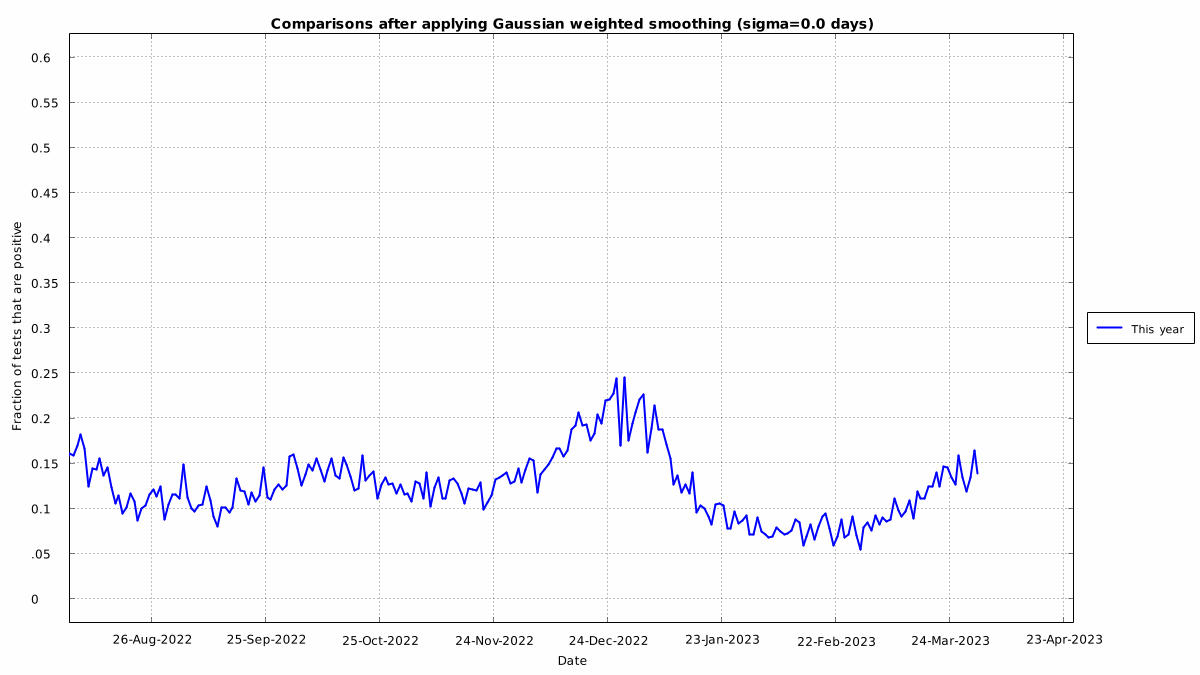 Comparisons after applying Gaussian weighted smoothing (sigma=0.0 days)
0.6
0.55
0.5
0.45
0.4
0.35
0.3
0.25
0.2
0.15
0.1
.05
0
Fraction of tests that are positive
This year
26-Aug-2022
25-Sep-2022
25-Oct-2022
24-Nov-2022
24-Dec-2022
23-Jan-2023
22-Feb-2023
24-Mar-2023
23-Apr-2023
Date